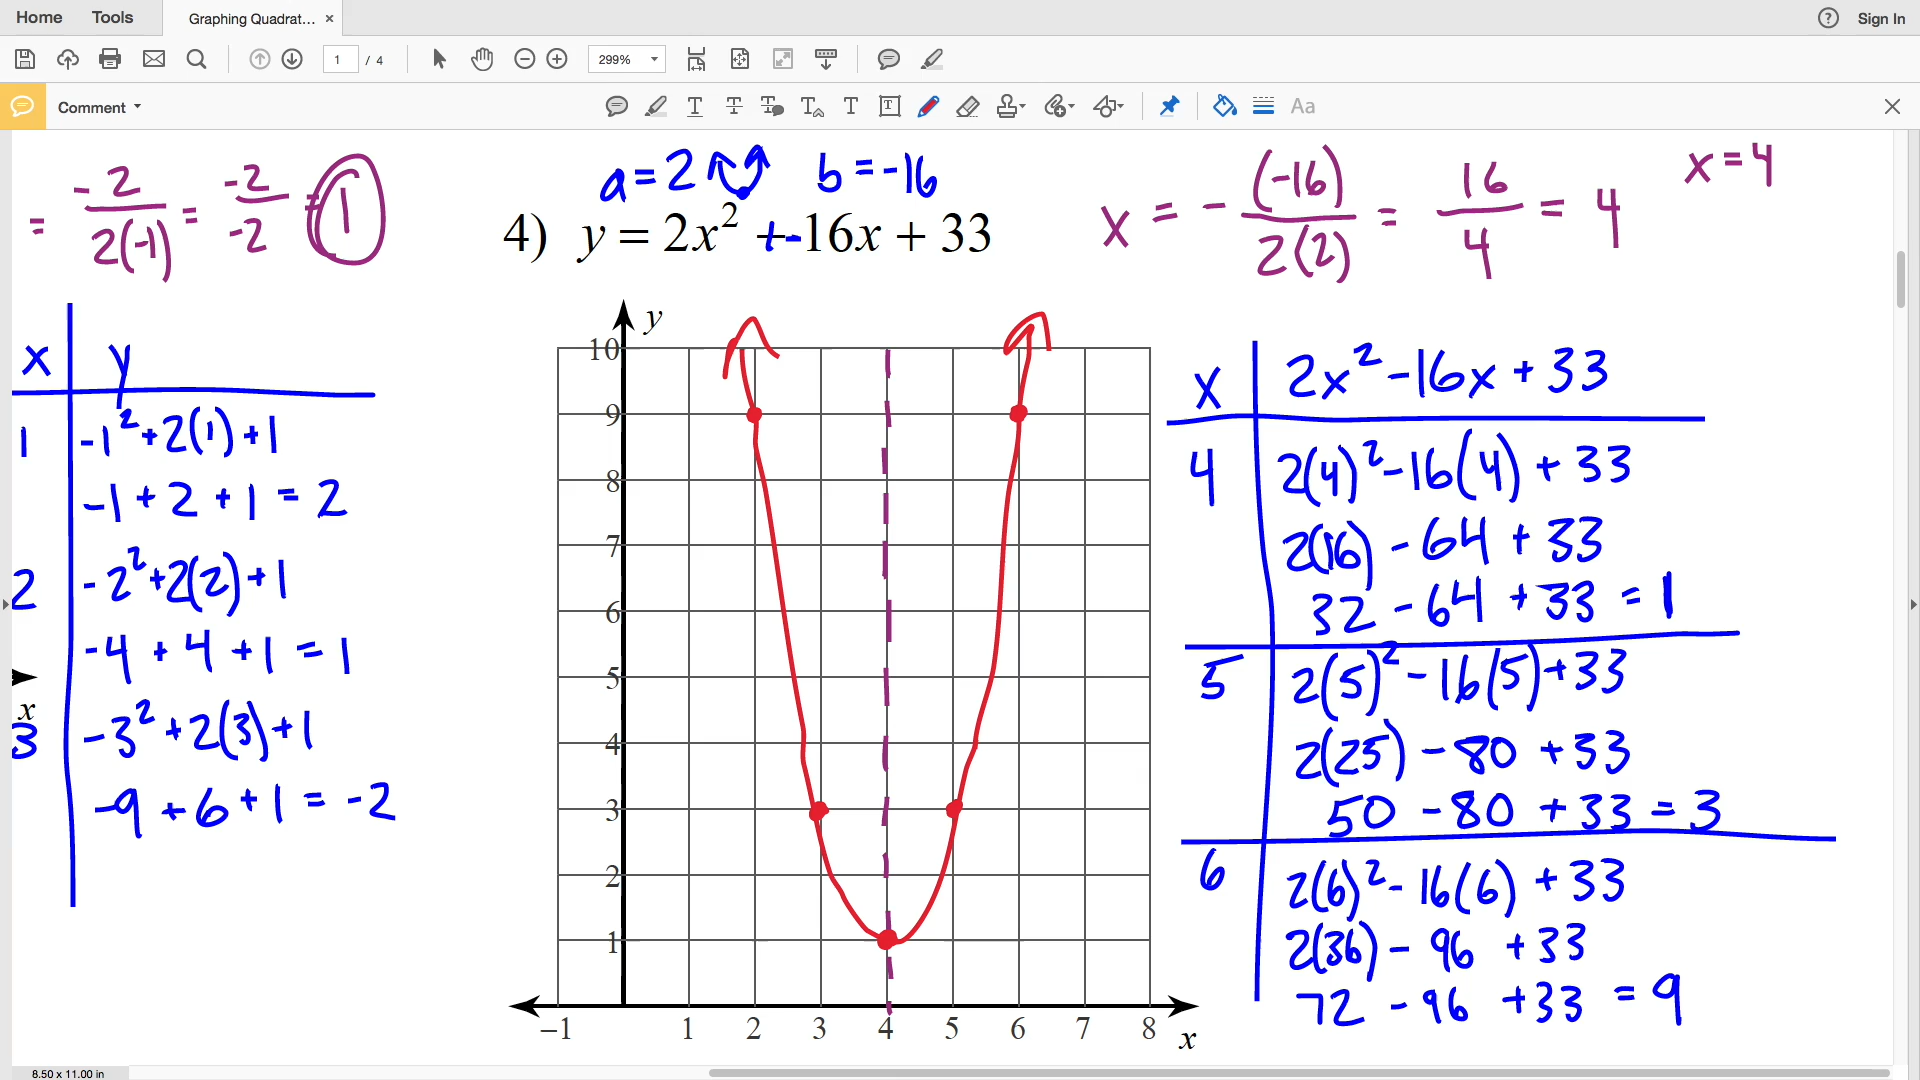 Home Tools Graphing Quadrat... × Sign In
1 / 4 299%
Comment
= -2/2(-1) = -2/-2 = 1
x y
1 -1²+2(1)+1
-1+2+1=2
2 -2²+2(2)+1
-4+4+1=1
3 -3²+2(3)+1
-9+6+1=-2
x
a=2 b=-16
4) y = 2x² +-16x + 33
x = -(-16)/2(2) = 16/4 = 4
x=4
y
10
9
8
7
6
5
4
3
2
1
-1 1 2 3 4 5 6 7 8
x
x 2x²-16x+33
4 2(4)²-16(4)+33
2(16)-64+33
32-64+33=1
5 2(5)²-16(5)+33
2(25)-80+33
50-80+33=3
6 2(6)²-16(6)+33
2(36)-96+33
72-96+33=9
8.50 x 11.00 in